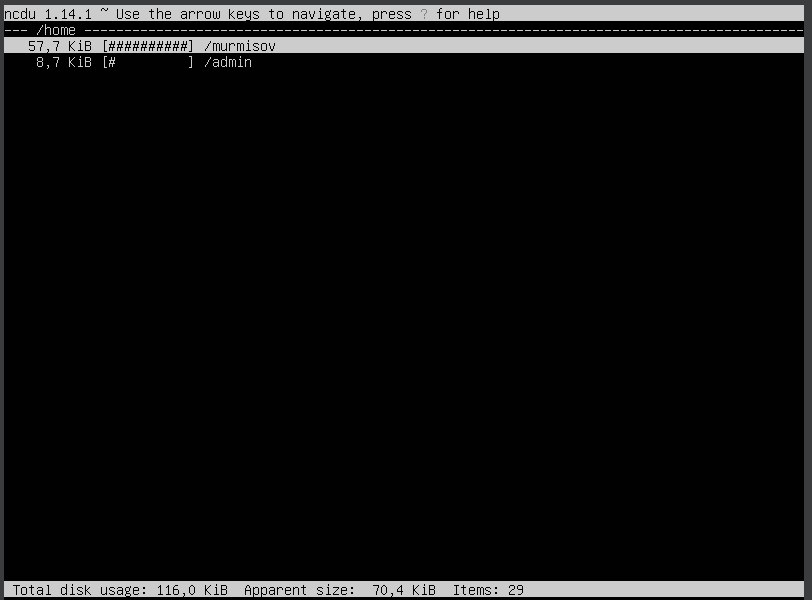 ncdu 1.14.1 ~ Use the arrow keys to navigate, press ? for help
--- /home ------------------------------------------------------------------------------------------
57,7 KiB [##########] /murmisov
8,7 KiB [#         ] /admin
Total disk usage: 116,0 KiB  Apparent size:  70,4 KiB  Items: 29